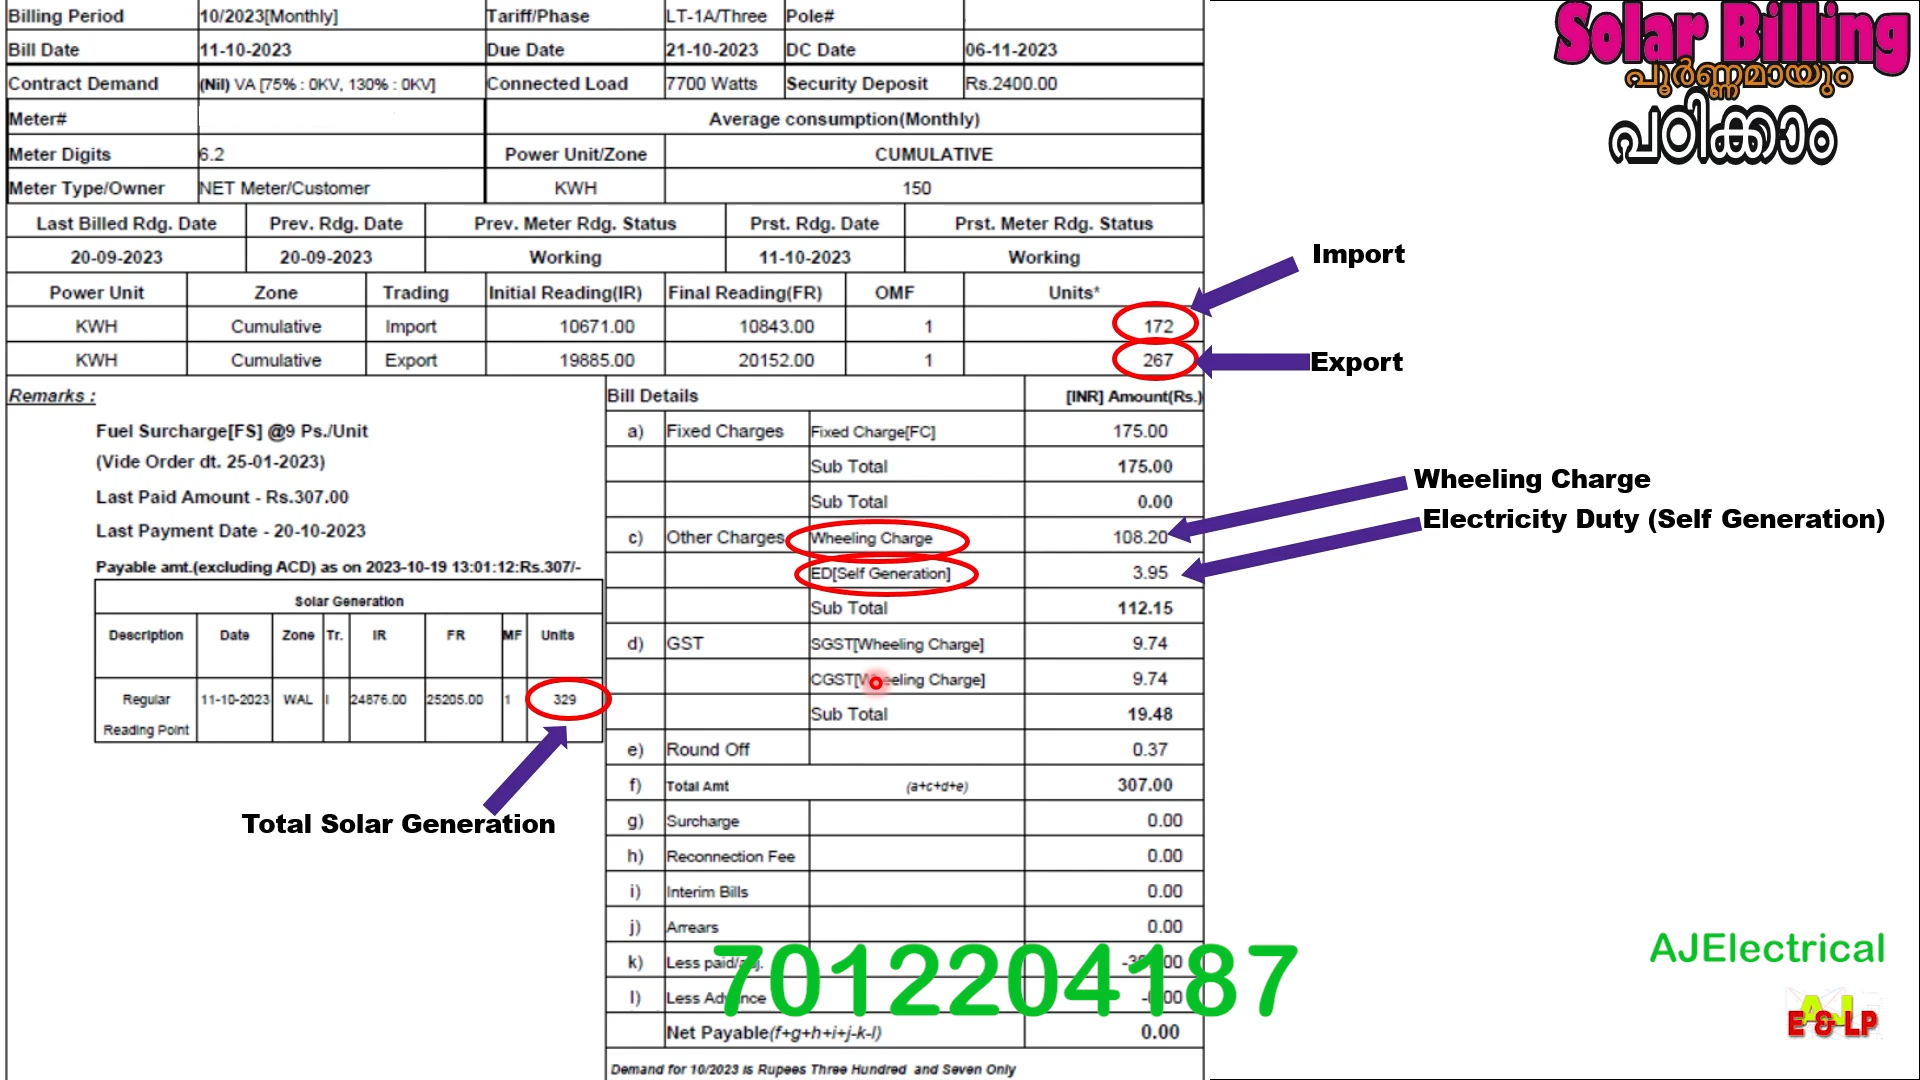 Solar Billing
പൂർണ്ണമായും
പഠിക്കാം
Billing Period 10/2023[Monthly] Tariff/Phase LT-1A/Three Pole#
Bill Date 11-10-2023 Due Date 21-10-2023 DC Date 06-11-2023
Contract Demand (Nil) VA [75% : 0KV, 130% : 0KV] Connected Load 7700 Watts Security Deposit Rs.2400.00
Meter# Average consumption(Monthly)
Meter Digits 6.2 Power Unit/Zone CUMULATIVE
Meter Type/Owner NET Meter/Customer KWH 150
Last Billed Rdg. Date Prev. Rdg. Date Prev. Meter Rdg. Status Prst. Rdg. Date Prst. Meter Rdg. Status
20-09-2023 20-09-2023 Working 11-10-2023 Working
Power Unit Zone Trading Initial Reading(IR) Final Reading(FR) OMF Units*
KWH Cumulative Import 10671.00 10843.00 1 172
KWH Cumulative Export 19885.00 20152.00 1 267
Import
Export
Remarks :
Fuel Surcharge[FS] @9 Ps./Unit
(Vide Order dt. 25-01-2023)
Last Paid Amount - Rs.307.00
Last Payment Date - 20-10-2023
Payable amt.(excluding ACD) as on 2023-10-19 13:01:12:Rs.307/-
Solar Generation
Description Date Zone Tr. IR FR MF Units
Regular 11-10-2023 WAL I 24876.00 25205.00 1 329
Reading Point
Total Solar Generation
Bill Details [INR] Amount(Rs.)
a) Fixed Charges Fixed Charge[FC] 175.00
Sub Total 175.00
Sub Total 0.00
c) Other Charges Wheeling Charge 108.20
ED[Self Generation] 3.95
Sub Total 112.15
d) GST SGST[Wheeling Charge] 9.74
CGST[Wheeling Charge] 9.74
Sub Total 19.48
e) Round Off 0.37
f) Total Amt (a+c+d+e) 307.00
g) Surcharge 0.00
h) Reconnection Fee 0.00
i) Interim Bills 0.00
j) Arrears 0.00
k) Less
l) Less
Net Payable(f+g+h+i+j-k-l) 0.00
Demand for 10/2023 is Rupees Three Hundred and Seven Only
Wheeling Charge
Electricity Duty (Self Generation)
7012204187
AJElectrical
AJ
E & LP